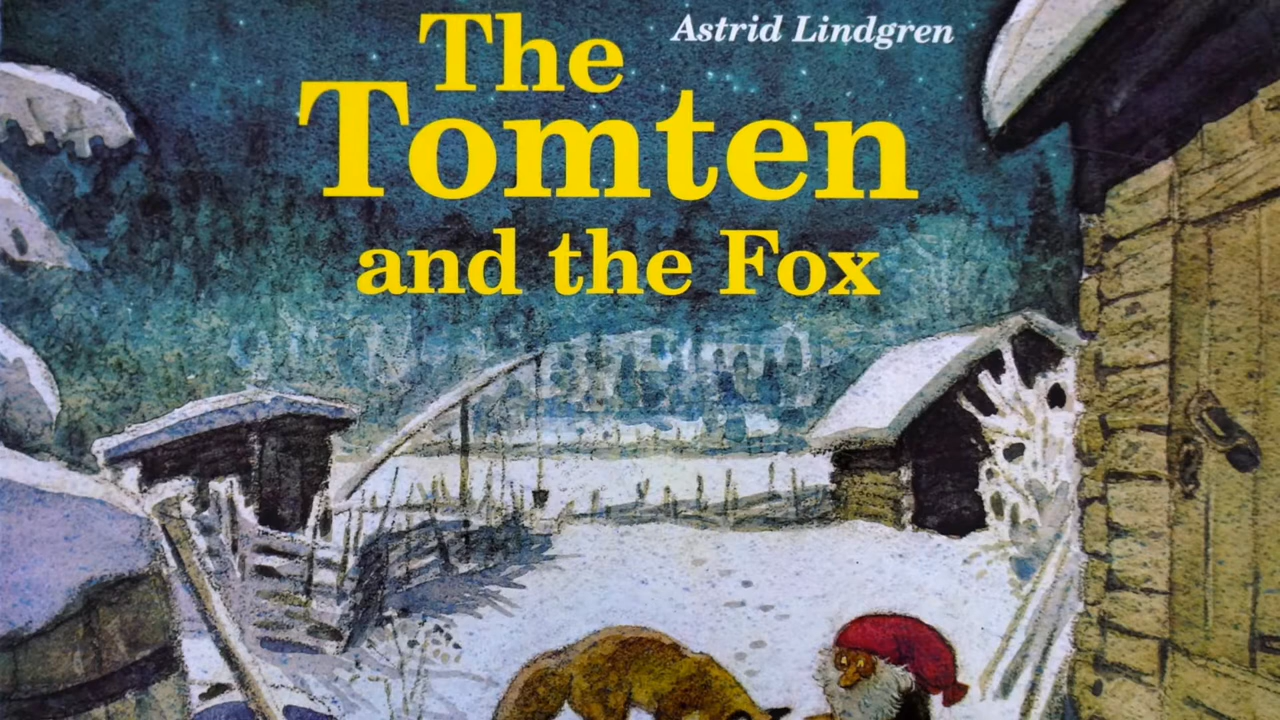 Astrid Lindgren
The
Tomten
and the Fox